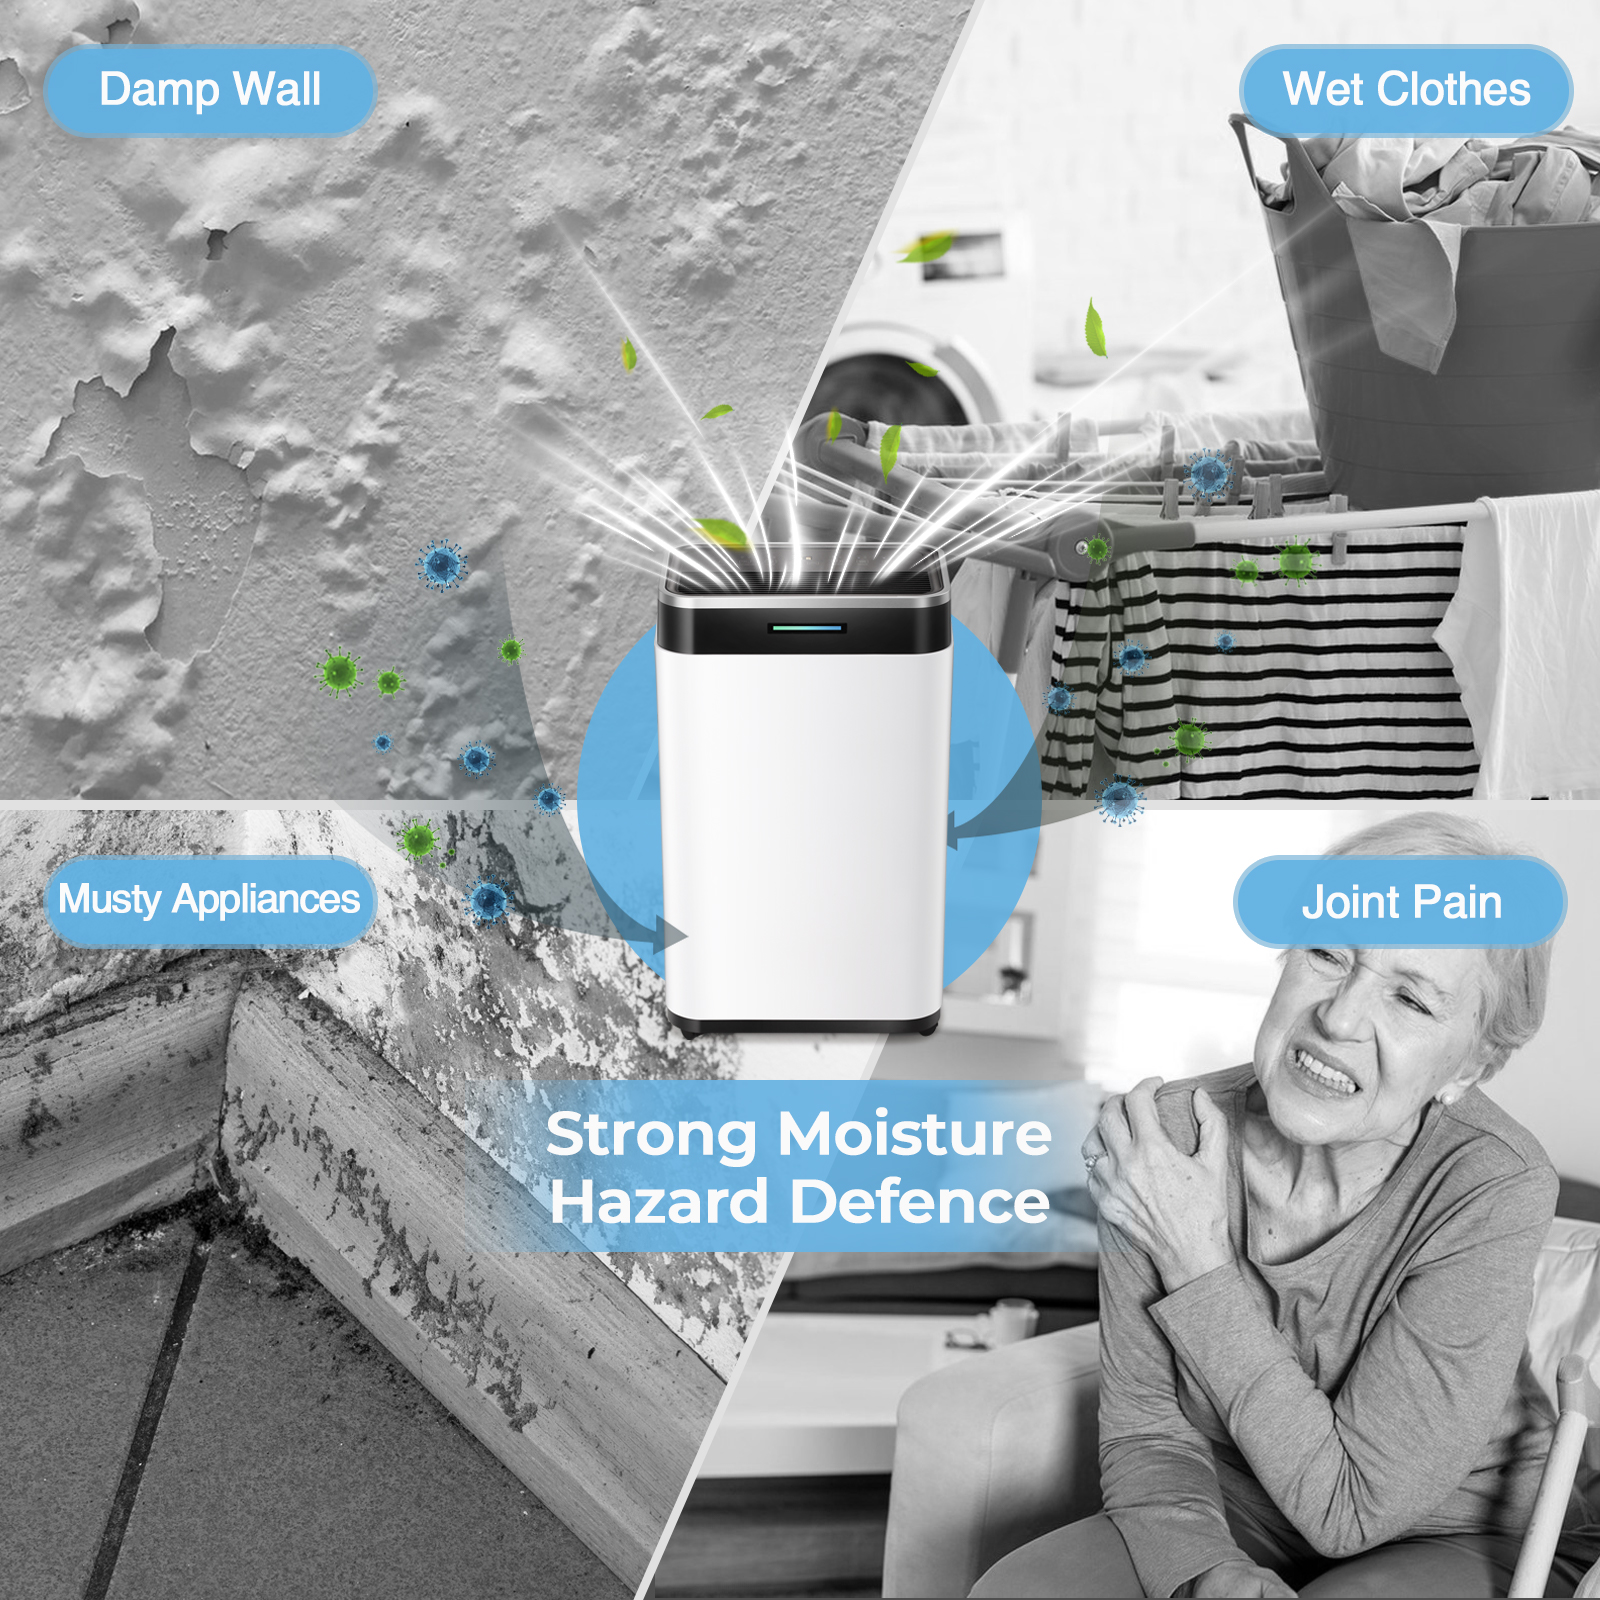 Damp Wall
Wet Clothes
Musty Appliances
Joint Pain
Strong Moisture
Hazard Defence